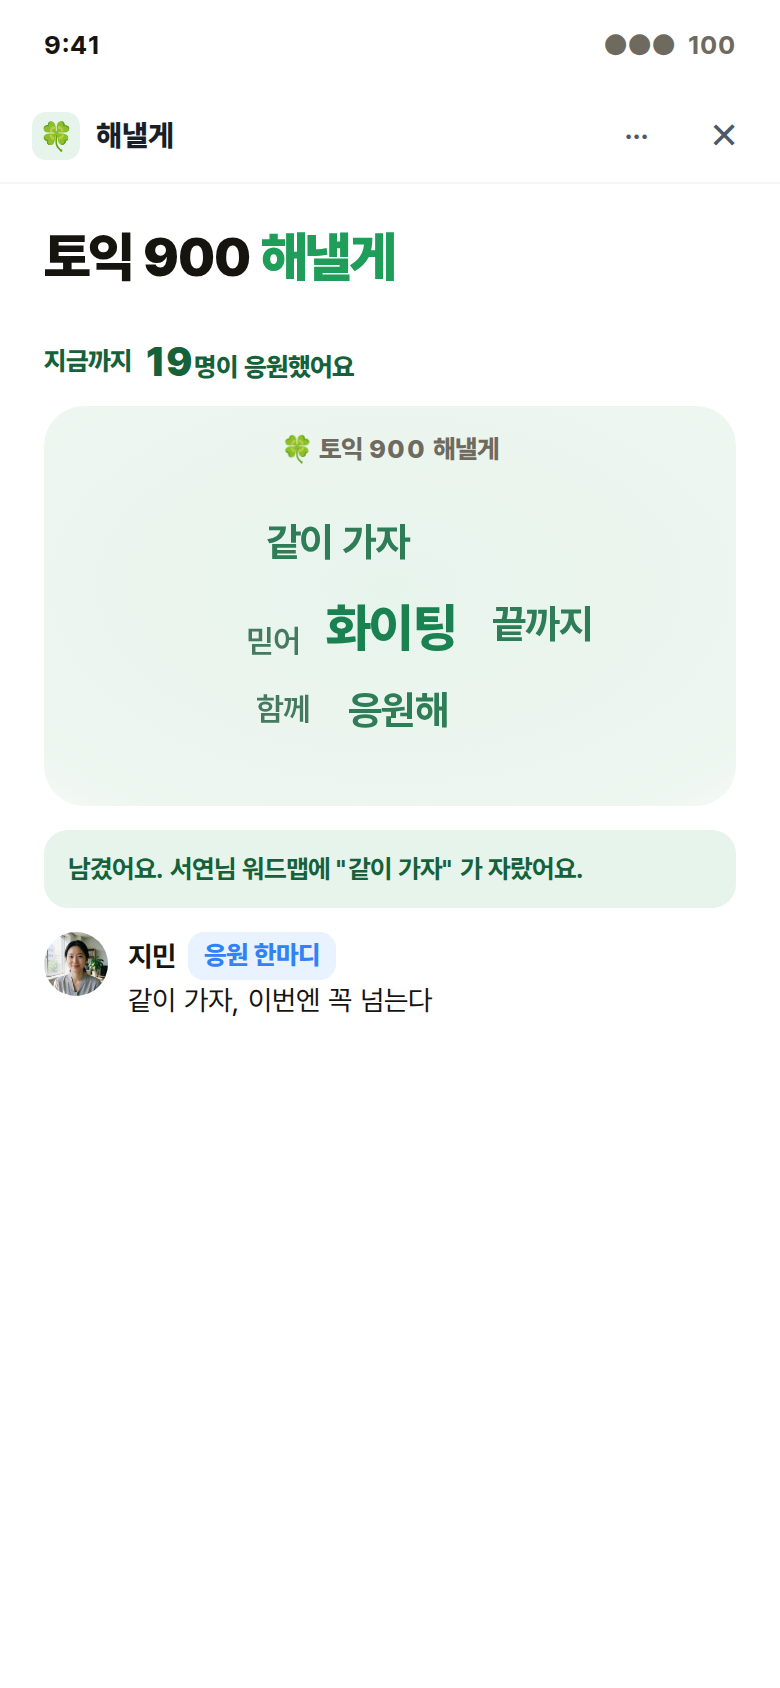 9:41
100
해낼게
토익 900 해낼게
지금까지 19명이 응원했어요
🍀 토익 900 해낼게
같이 가자
믿어 화이팅 끝까지
함께 응원해
남겼어요. 서연님 워드맵에 "같이 가자" 가 자랐어요.
지민 응원 한마디
같이 가자, 이번엔 꼭 넘는다